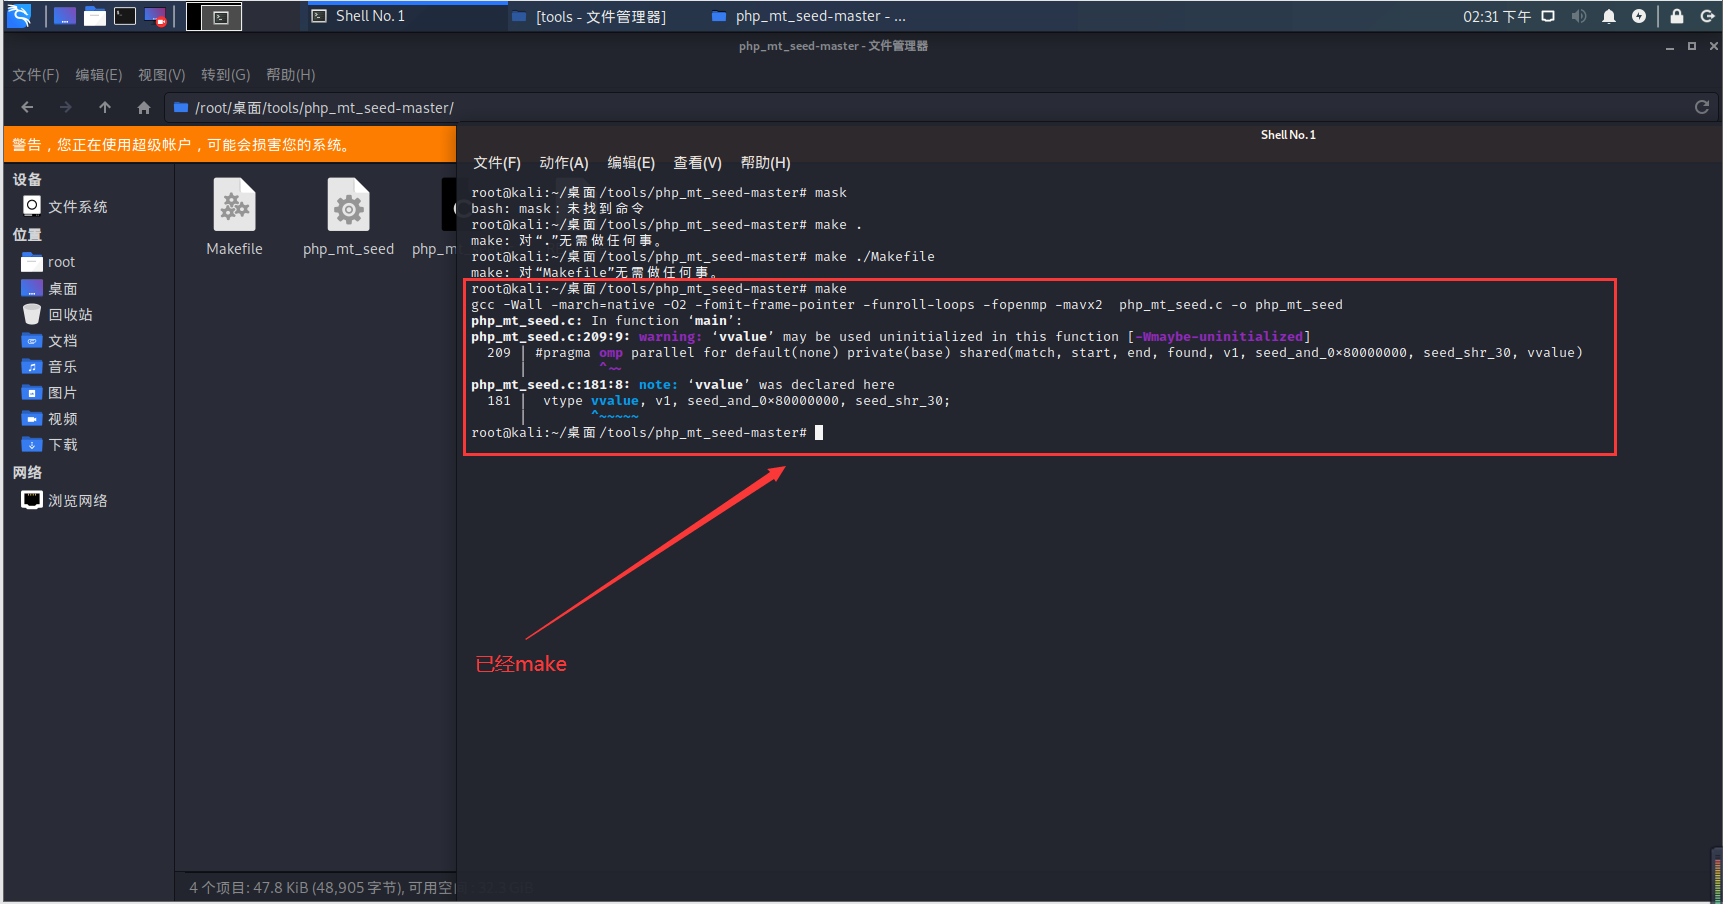 Shell No. 1
[tools - 文件管理器]
php_mt_seed-master - ...
02:31 下午
php_mt_seed-master - 文件管理器
文件(F) 编辑(E) 视图(V) 转到(G) 帮助(H)
/root/桌面/tools/php_mt_seed-master/
警告，您正在使用超级帐户，可能会损害您的系统。
设备
文件系统
位置
root
桌面
回收站
文档
音乐
图片
视频
下载
网络
浏览网络
Makefile
php_mt_seed
php_m
4 个项目: 47.8 KiB (48,905 字节), 可用空
Shell No. 1
文件(F) 动作(A) 编辑(E) 查看(V) 帮助(H)
root@kali:~/桌面/tools/php_mt_seed-master# mask
bash: mask：未找到命令
root@kali:~/桌面/tools/php_mt_seed-master# make .
make: 对“.”无需做任何事。
root@kali:~/桌面/tools/php_mt_seed-master# make ./Makefile
make: 对“Makefile”无需做任何事。
root@kali:~/桌面/tools/php_mt_seed-master# make
gcc -Wall -march=native -O2 -fomit-frame-pointer -funroll-loops -fopenmp -mavx2  php_mt_seed.c -o php_mt_seed
php_mt_seed.c: In function ‘main’:
php_mt_seed.c:209:9: warning: ‘vvalue’ may be used uninitialized in this function [-Wmaybe-uninitialized]
209 | #pragma omp parallel for default(none) private(base) shared(match, start, end, found, v1, seed_and_0×80000000, seed_shr_30, vvalue)
| ^~~
php_mt_seed.c:181:8: note: ‘vvalue’ was declared here
181 |  vtype vvalue, v1, seed_and_0×80000000, seed_shr_30;
| ^~~~~~
root@kali:~/桌面/tools/php_mt_seed-master#
已经make